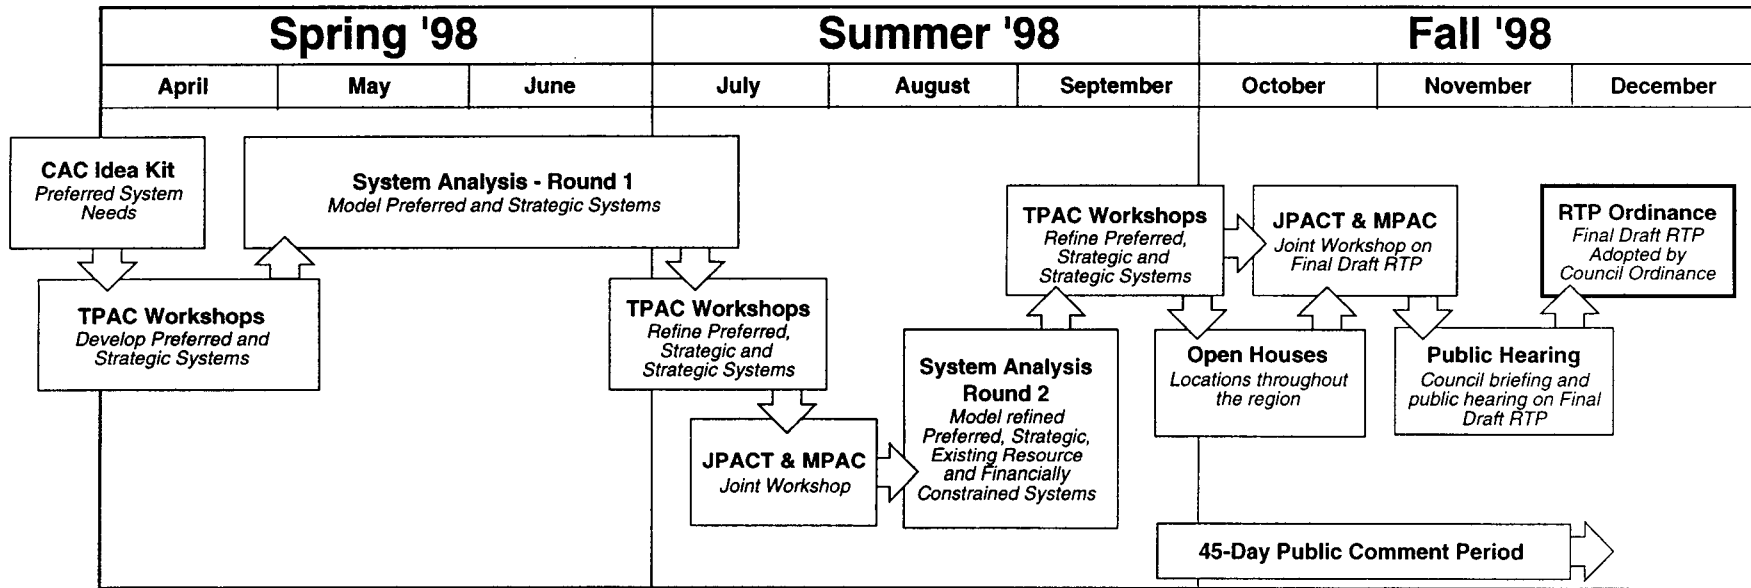 Spring '98
Summer '98
Fall '98
April
May
June
July
August
September
October
November
December
CAC Idea Kit
Preferred System
Needs
TPAC Workshops
Develop Preferred and
Strategic Systems
System Analysis - Round 1
Model Preferred and Strategic Systems
TPAC Workshops
Refine Preferred,
Strategic and
Strategic Systems
JPACT & MPAC
Joint Workshop
System Analysis
Round 2
Model refined
Preferred, Strategic,
Existing Resource
and Financially
Constrained Systems
TPAC Workshops
Refine Preferred,
Strategic and
Strategic Systems
Open Houses
Locations throughout
the region
JPACT & MPAC
Joint Workshop on
Final Draft RTP
Public Hearing
Council briefing and
public hearing on Final
Draft RTP
RTP Ordinance
Final Draft RTP
Adopted by
Council Ordinance
45-Day Public Comment Period